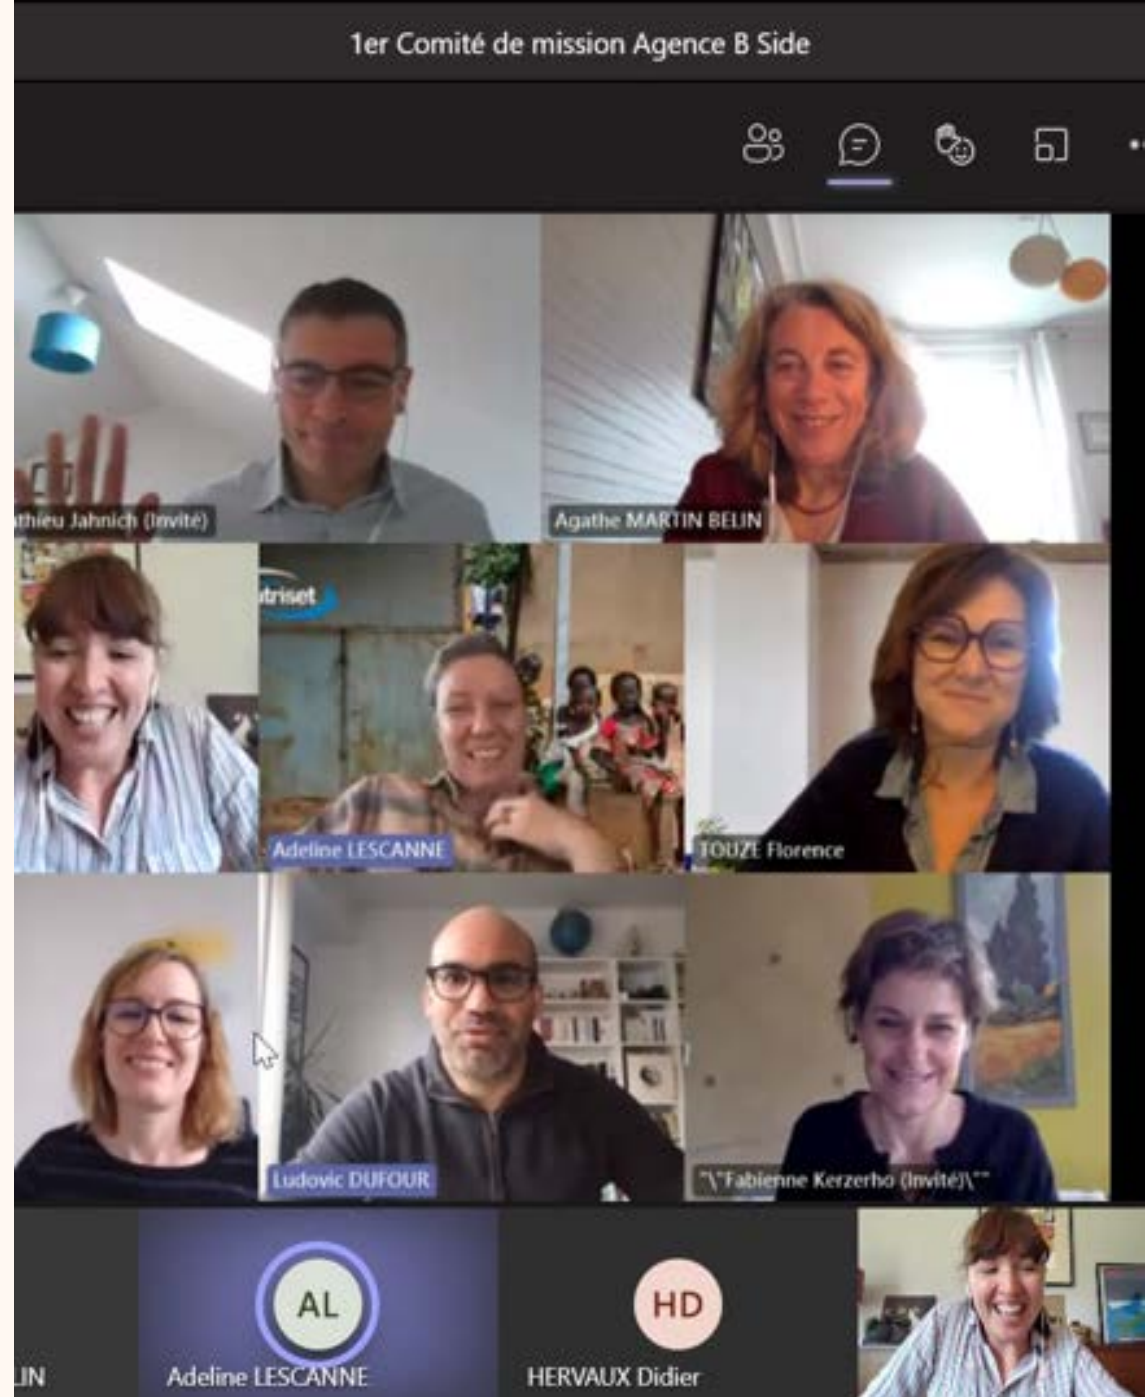 1er Comité de mission Agence B Side
thieu Jahnich (Invité)
Agathe MARTIN BELIN
triset
Adeline LESCANNE
TOUZE Florence
Ludovic DUFOUR
"\"Fabienne Kerzerho (Invité)\""
AL
HD
LIN
Adeline LESCANNE
HERVAUX Didier